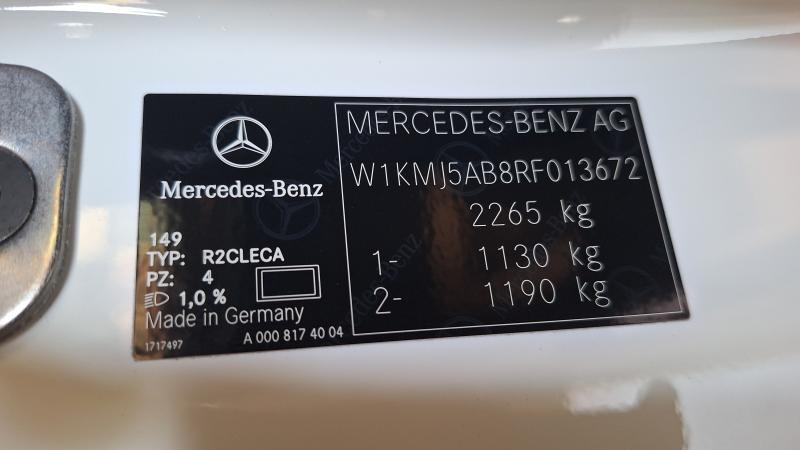 Mercedes-Benz
149
TYP: R2CLECA
PZ: 4
1,0 %
Made in Germany
1717497
A 000 817 40 04
MERCEDES-BENZ AG
W1KMJ5AB8RF013672
2265 kg
1- 1130 kg
2- 1190 kg